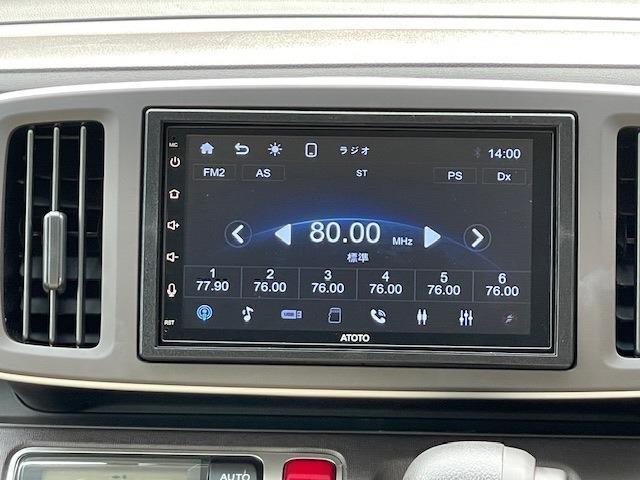 MIC
ラジオ
14:00
FM2
AS
ST
PS
Dx
80.00 MHz
標準
1 2 3 4 5 6
77.90 76.00 76.00 76.00 76.00 76.00
USB
RST
ATOTO
AUTO